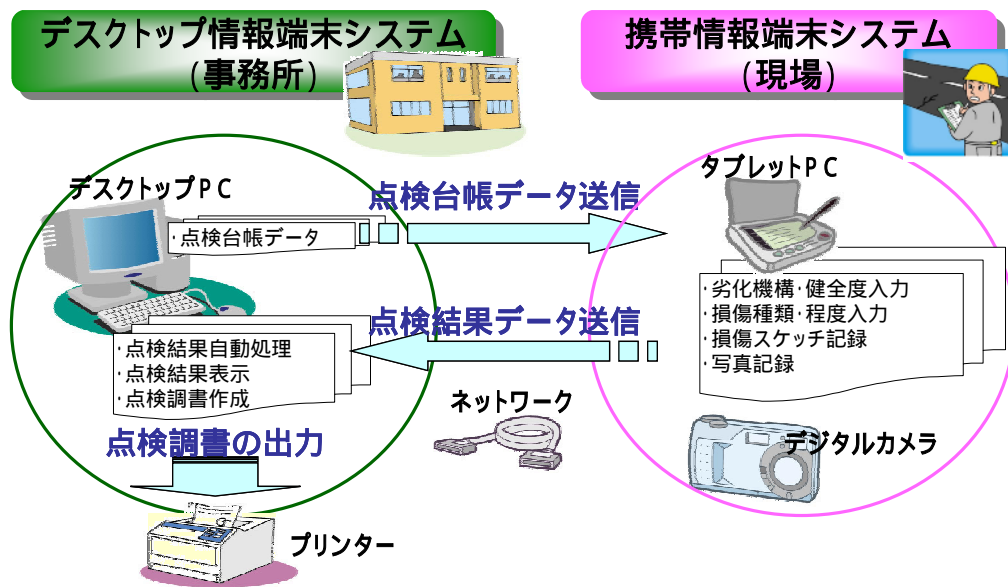 デスクトップ情報端末システム
(事務所)
携帯情報端末システム
(現場)
デスクトップPC
タブレットPC
点検台帳データ送信
・点検台帳データ
・劣化機構・健全度入力
・損傷種類・程度入力
・損傷スケッチ記録
・写真記録
点検結果データ送信
・点検結果自動処理
・点検結果表示
・点検調書作成
ネットワーク
点検調書の出力
デジタルカメラ
プリンター